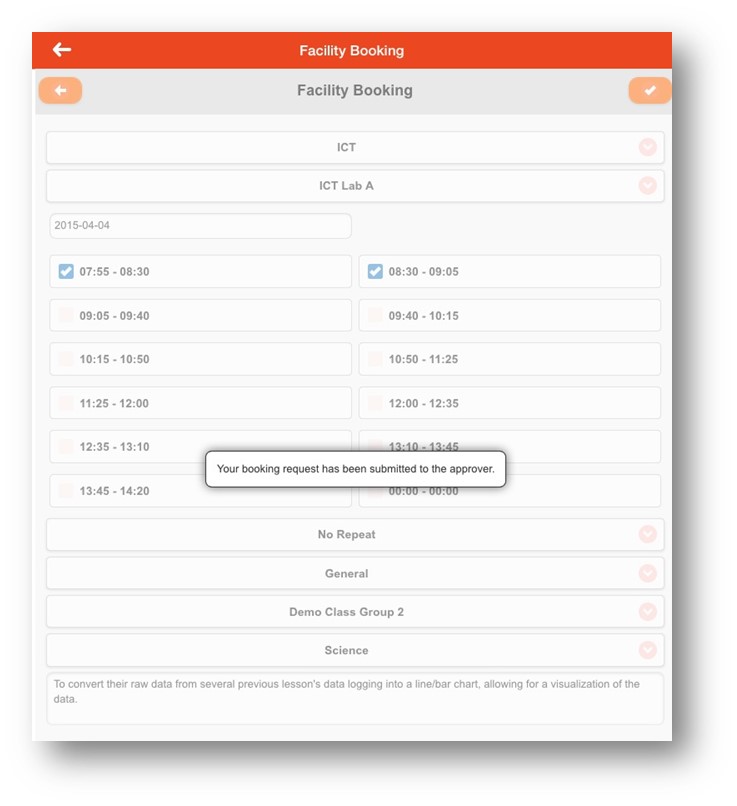 Facility Booking
Facility Booking
ICT
ICT Lab A
2015-04-04
07:55 - 08:30
08:30 - 09:05
09:05 - 09:40
09:40 - 10:15
10:15 - 10:50
10:50 - 11:25
11:25 - 12:00
12:00 - 12:35
12:35 - 13:10
13:10 - 13:45
Your booking request has been submitted to the approver.
13:45 - 14:20
00:00 - 00:00
No Repeat
General
Demo Class Group 2
Science
To convert their raw data from several previous lesson's data logging into a line/bar chart, allowing for a visualization of the
data.